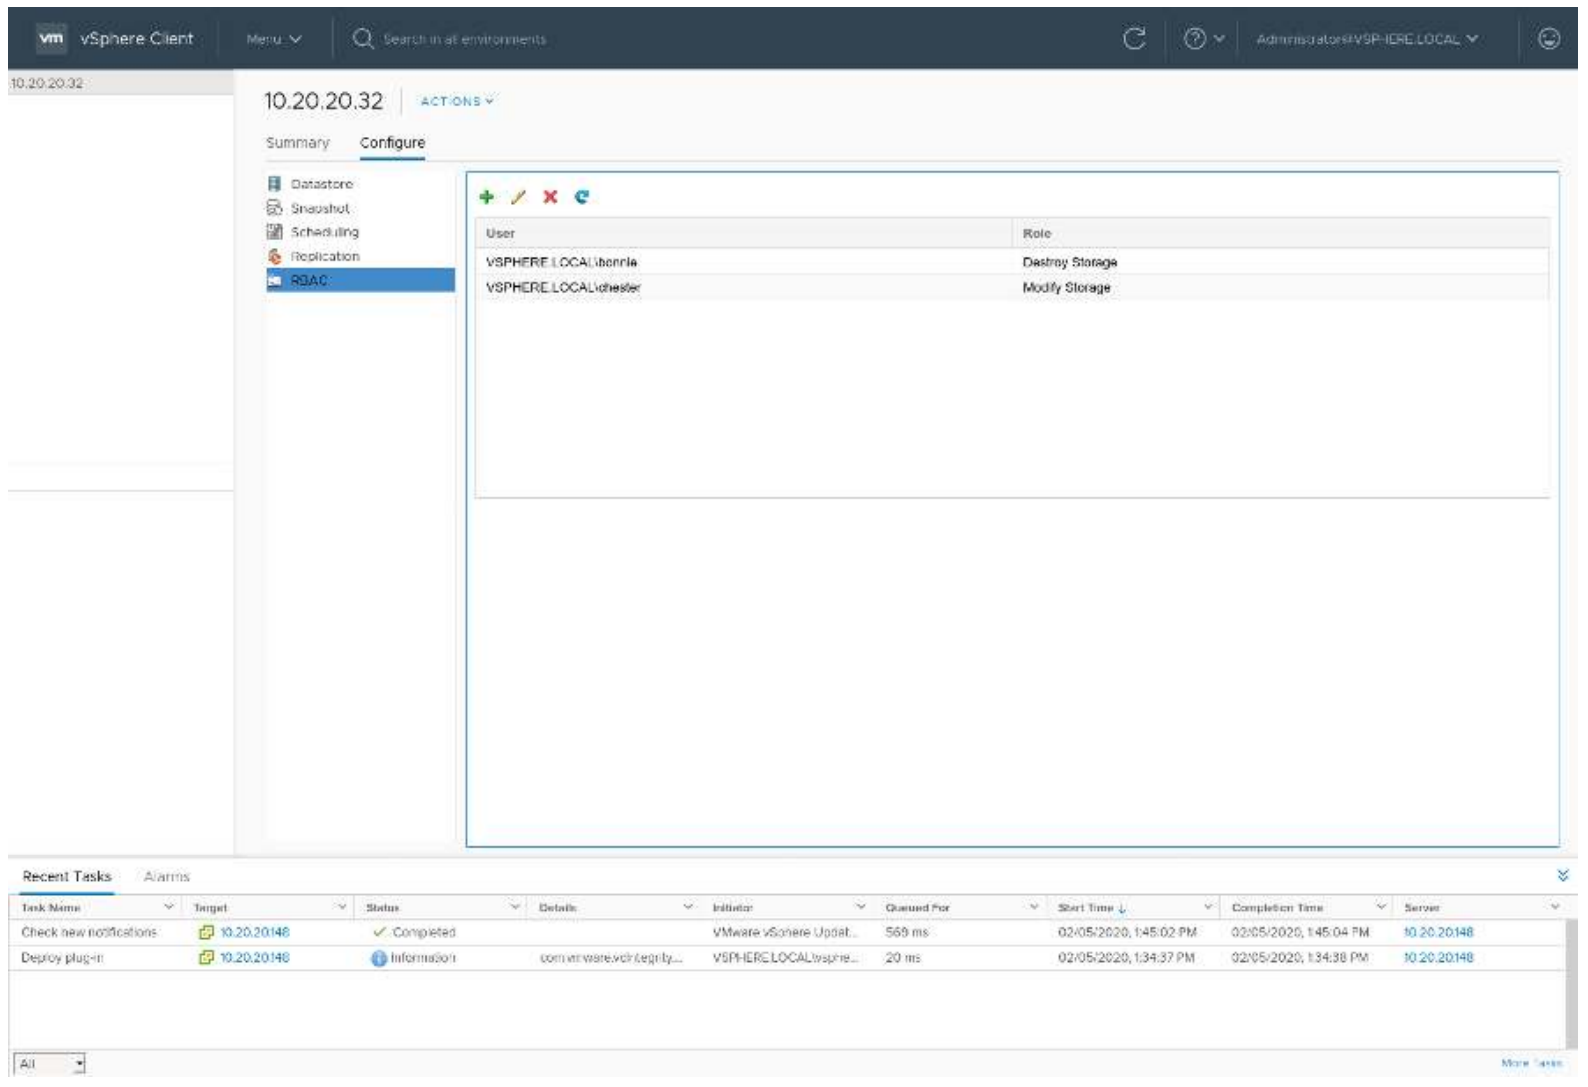 vm vSphere Client Menu Search in all environments Administrator@VSPHERE.LOCAL
10.20.20.32
10.20.20.32 ACTIONS
Summary Configure
Datastore
Snapshot
Scheduling
Replication
RBAC
User Role
VSPHERE.LOCAL\bonnie Destroy Storage
VSPHERE.LOCAL\chester Modify Storage
Recent Tasks Alarms
Task Name Target Status Details Initiator Queued For Start Time Completion Time Server
Check new notifications 10.20.20.148 Completed VMware vSphere Updat... 569 ms 02/05/2020, 1:45:02 PM 02/05/2020, 1:45:04 PM 10.20.20.148
Deploy plug-in 10.20.20.148 Information com.vmware.vcIntegrity.... VSPHERE.LOCAL\vsphe... 20 ms 02/05/2020, 1:34:37 PM 02/05/2020, 1:34:38 PM 10.20.20.148
All More Tasks